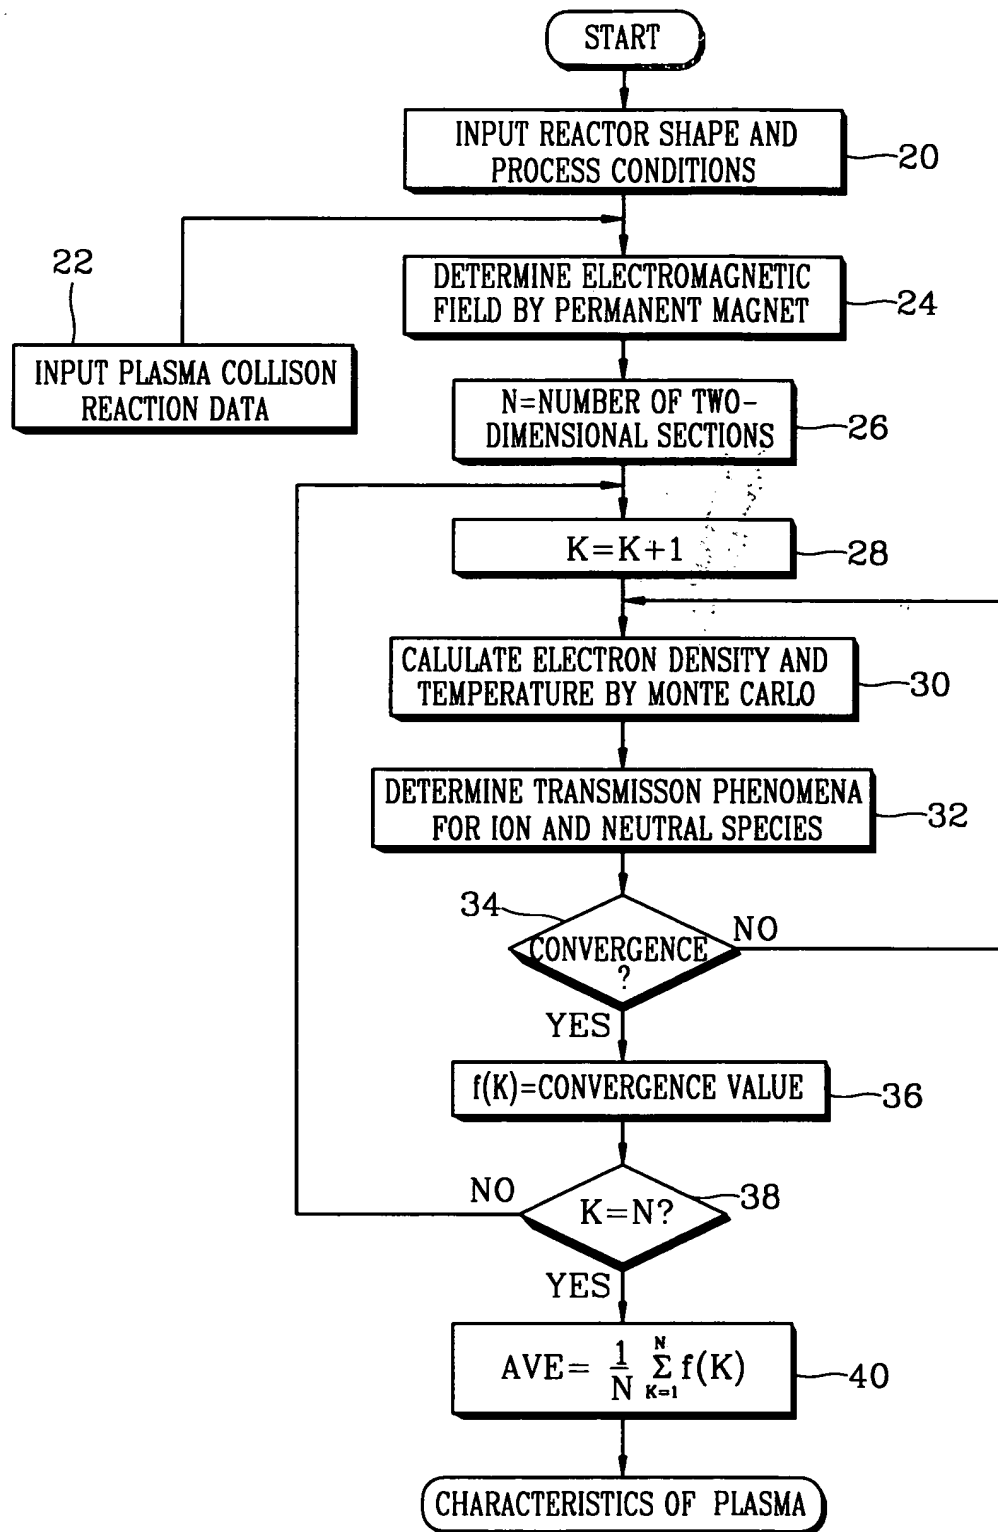 START
INPUT REACTOR SHAPE AND
PROCESS CONDITIONS
20
22
DETERMINE ELECTROMAGNETIC
FIELD BY PERMANENT MAGNET
24
INPUT PLASMA COLLISON
REACTION DATA
N=NUMBER OF TWO-
DIMENSIONAL SECTIONS
26
K=K+1
28
CALULATE ELECTRON DENSITY AND
TEMPERATURE BY MONTE CARLO
30
DETERMINE TRANSMISSON PHENOMENA
FOR ION AND NEUTRAL SPECIES
32
34
CONVERGENCE
?
NO
YES
f(K)=CONVERGENCE VALUE
36
NO
K=N?
38
YES
AVE= 1/N N Σ K=1 f(K)
40
CHARACTERISTICS OF PLASMA